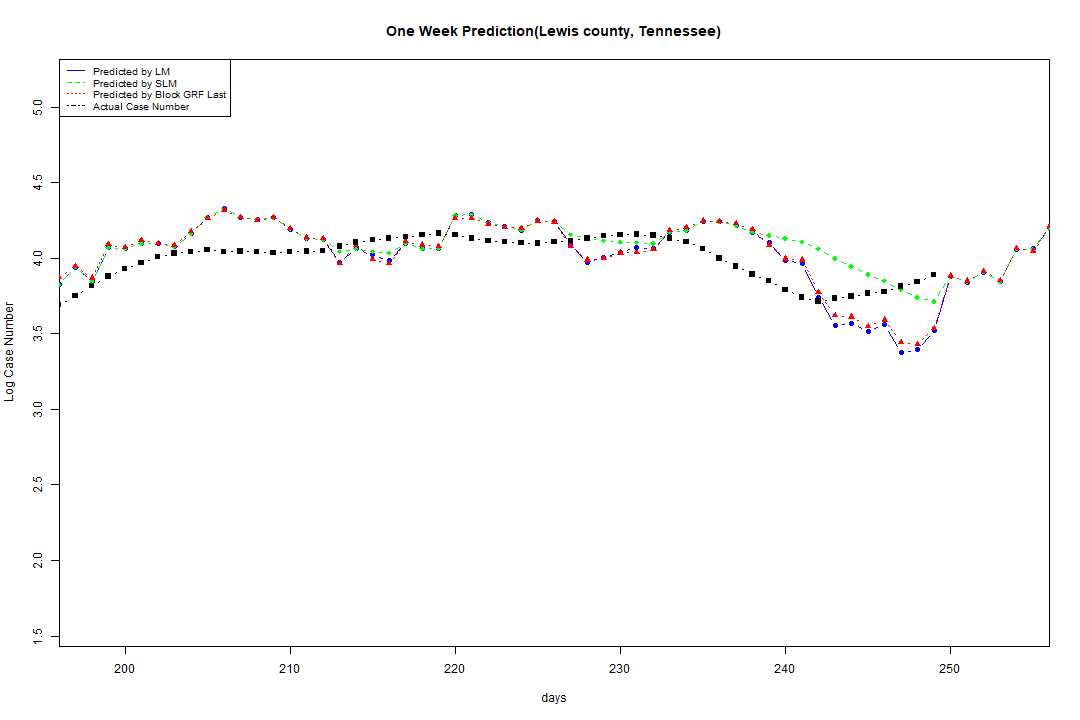 One Week Prediction(Lewis county, Tennessee)
Predicted by LM
Predicted by SLM
Predicted by Block GRF Last
Actual Case Number
Log Case Number
5.0
4.5
4.0
3.5
3.0
2.5
2.0
1.5
200 210 220 230 240 250
days